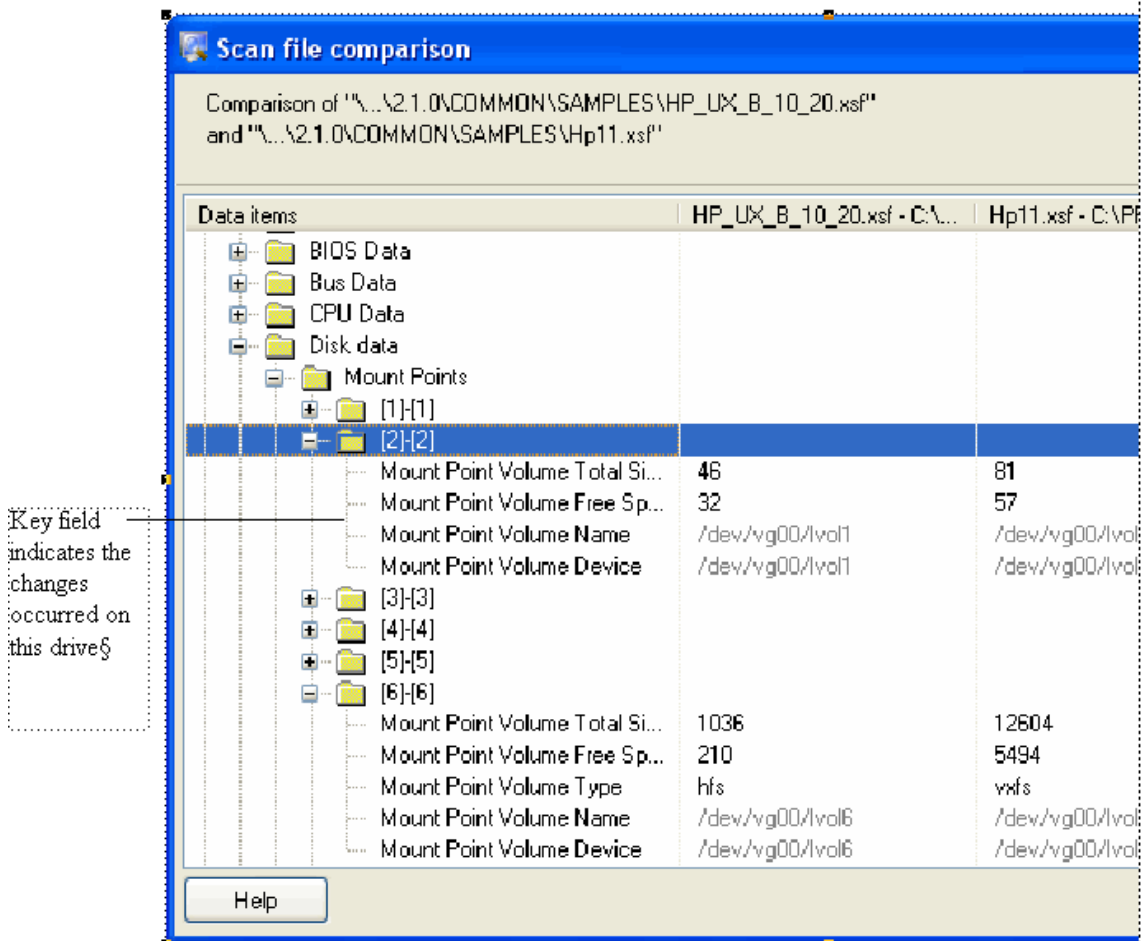 Scan file comparison
Comparison of "\...\2.1.0\COMMON\SAMPLES\HP_UX_B_10_20.xsf"
and "\...\2.1.0\COMMON\SAMPLES\Hp11.xsf"
Data items HP_UX_B_10_20.xsf - C:\... Hp11.xsf - C:\PF
BIOS Data
Bus Data
CPU Data
Disk data
Mount Points
[1]-[1]
[2]-[2]
Mount Point Volume Total Si... 46 81
Mount Point Volume Free Sp... 32 57
Mount Point Volume Name /dev/vg00/lvol1 /dev/vg00/lvol
Mount Point Volume Device /dev/vg00/lvol1 /dev/vg00/lvol
[3]-[3]
[4]-[4]
[5]-[5]
[6]-[6]
Mount Point Volume Total Si... 1036 12604
Mount Point Volume Free Sp... 210 5494
Mount Point Volume Type hfs vxfs
Mount Point Volume Name /dev/vg00/lvol6 /dev/vg00/lvol
Mount Point Volume Device /dev/vg00/lvol6 /dev/vg00/lvol
Help
Key field
indicates the
changes
occurred on
this drive§